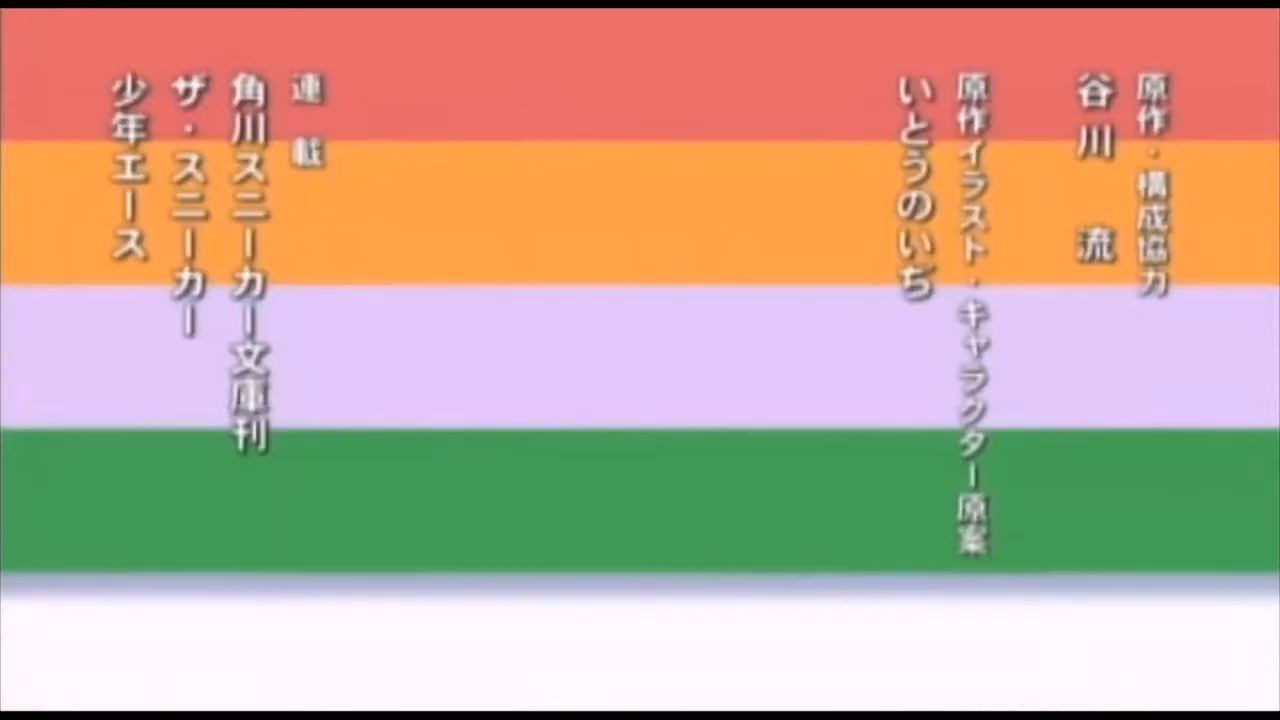 原作・構成協力
谷川 流
原作イラスト・キャラクター原案
いとうのいぢ
連載
角川スニーカー文庫刊
ザ・スニーカー
少年エース